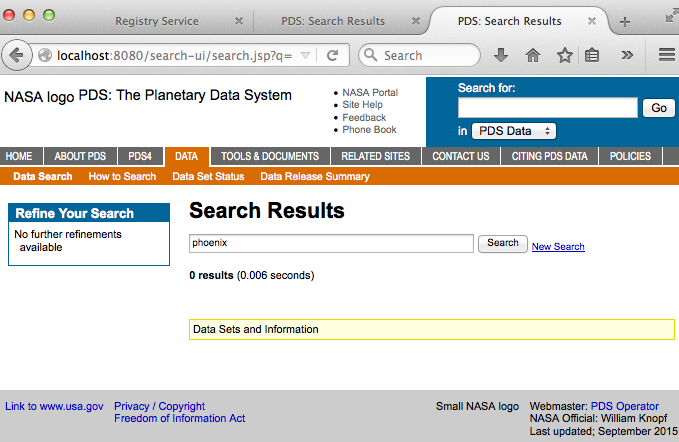 Registry Service
PDS: Search Results
PDS: Search Results
localhost:8080/search-ui/search.jsp?q=
Search
NASA logo PDS: The Planetary Data System
NASA Portal
Site Help
Feedback
Phone Book
Search for:
Go
in PDS Data
HOME ABOUT PDS PDS4 DATA TOOLS & DOCUMENTS RELATED SITES CONTACT US CITING PDS DATA POLICIES
Data Search How to Search Data Set Status Data Release Summary
Refine Your Search
No further refinements
available
Search Results
phoenix Search New Search
0 results (0.006 seconds)
Data Sets and Information
Link to www.usa.gov
Privacy / Copyright
Freedom of Information Act
Small NASA logo
Webmaster: PDS Operator
NASA Official: William Knopf
Last updated; September 2015